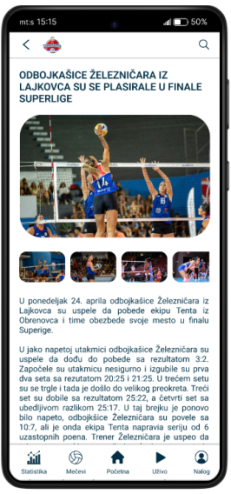 m:ts 15:15
50%
ODBOJKAŠICE ŽELEZNIČARA IZ
LAJKOVCA SU SE PLASIRALE U FINALE
SUPERLIGE
14
U ponedeljak 24. aprila odbojkašice Železničara iz
Lajkovca su uspele da pobede ekipu Tenta iz
Obrenovca i time obezbede svoje mesto u finalu
Superige.
U jako napetoj utakmici odbojkašice Železničara su
uspele da dođu do pobede sa rezultatom 3:2.
Započele su utakmicu nesigurno i izgubile su prva
dva seta sa rezutatom 20:25 i 21:25. U trećem setu
su se trgle i tada je došlo do velikog preokreta. Treći
set su dobile sa rezultatom 25:22, a četvrti set sa
ubedljivom razlikom 25:17. U taj brejku je ponovo
bilo napeto, odbojkšice Železničara su povele sa
10:7, ali je onda ekipa Tenta napravia seriju od 6
uzastopnih poena. Trener Železničara je uspeo da
Statistika
Mečevi
Početna
Uživo
Nalog